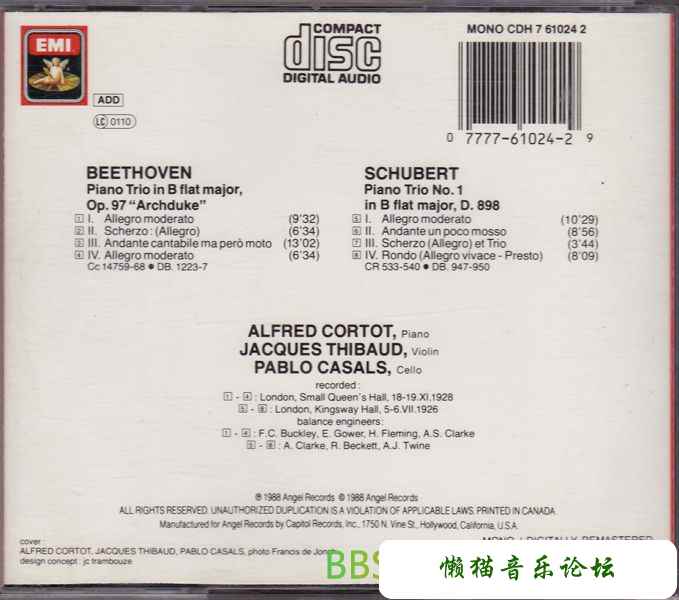 EMI
COMPACT
disc
DIGITAL AUDIO
MONO CDH 7 61024 2
0 7777-61024-2 9
ADD
LC 0110
BEETHOVEN
Piano Trio in B flat major,
Op. 97 “Archduke”
1 I. Allegro moderato (9'32)
2 II. Scherzo: (Allegro) (6'34)
3 III. Andante cantabile ma però moto (13'02)
4 IV. Allegro moderato (6'34)
Cc 14759-68 ● DB. 1223-7
SCHUBERT
Piano Trio No. 1
in B flat major, D. 898
5 I. Allegro moderato (10'29)
6 II. Andante un poco mosso (8'56)
7 III. Scherzo (Allegro) et Trio (3'44)
8 IV. Rondo (Allegro vivace - Presto) (8'09)
CR 533-540 ● DB. 947-950
ALFRED CORTOT, Piano
JACQUES THIBAUD, Violin
PABLO CASALS, Cello
recorded :
1 - 4 : London, Small Queen's Hall, 18-19.XI.1928
5 - 8 : London, Kingsway Hall, 5-6.VII.1926
balance engineers :
1 - 4 : F.C. Buckley, E. Gower, H. Fleming, A.S. Clarke
5 - 8 : A. Clarke, R. Beckett, A.J. Twine
℗ 1988 Angel Records © 1988 Angel Records
ALL RIGHTS RESERVED. UNAUTHORIZED DUPLICATION IS A VIOLATION OF APPLICABLE LAWS. PRINTED IN CANADA.
Manufactured for Angel Records by Capitol Records, Inc., 1750 N. Vine St., Hollywood, California, U.S.A.
MONO / DIGITALLY REMASTERED
cover :
ALFRED CORTOT, JACQUES THIBAUD, PABLO CASALS, photo Francis de
design concept : jc trambouze
BBS
懒猫音乐论坛